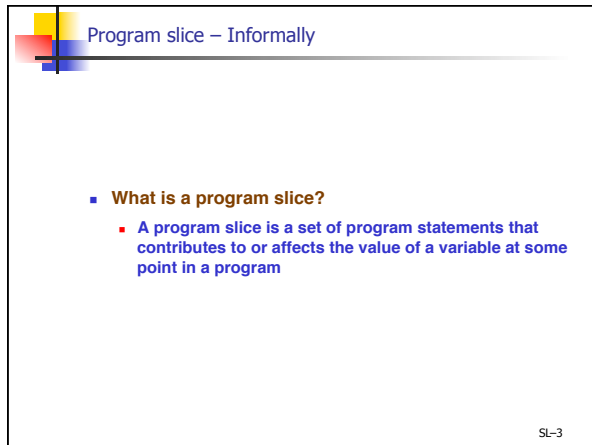 Program slice – Informally
What is a program slice?
A program slice is a set of program statements that
contributes to or affects the value of a variable at some
point in a program
SL–3